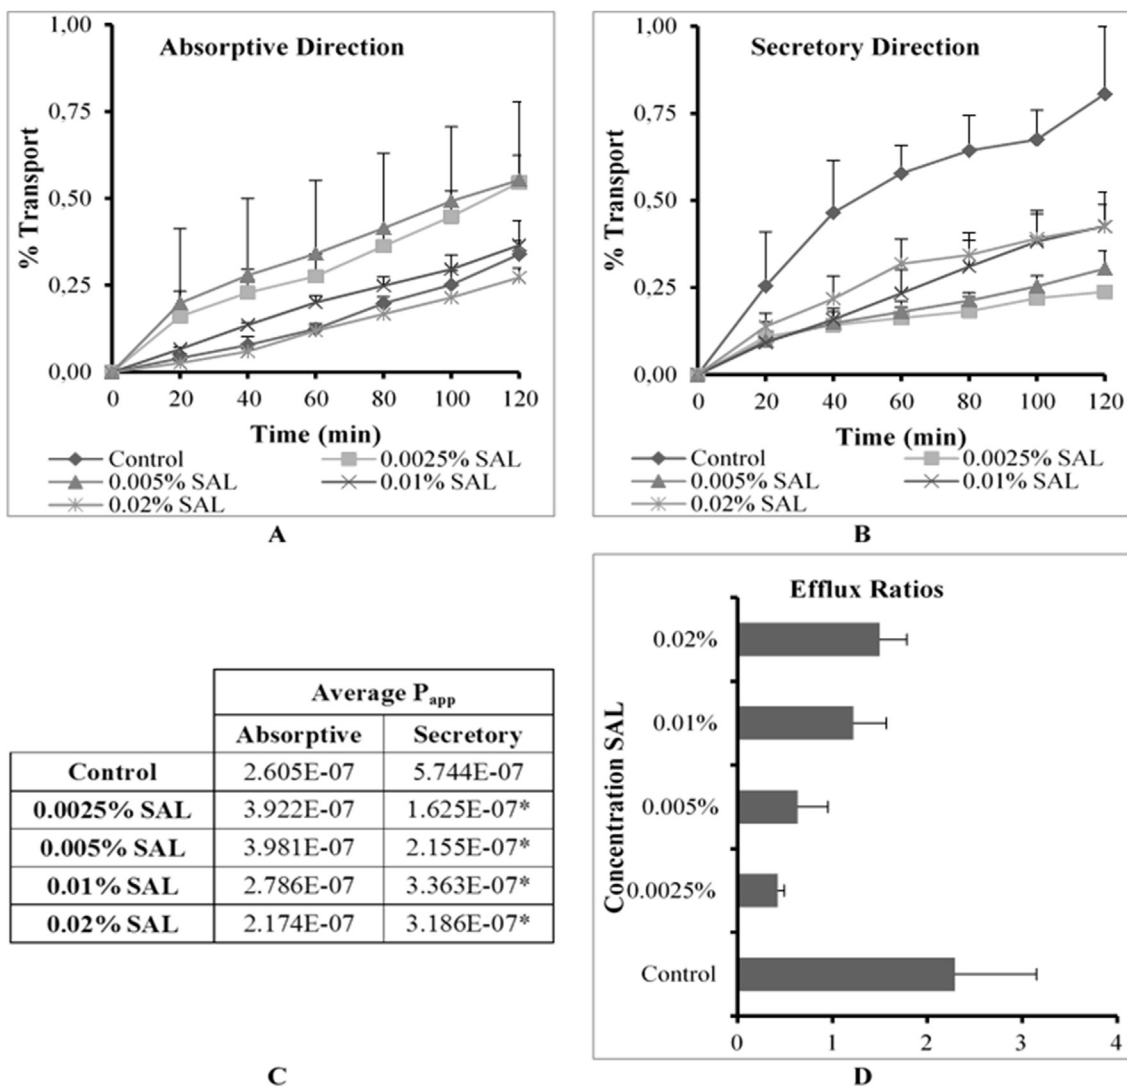 1,00
Absorptive Direction
0,75
0,50
0,25
0,00
% Transport
0 20 40 60 80 100 120
Time (min)
Control 0.0025% SAL
0.005% SAL 0.01% SAL
0.02% SAL
A
1,00
Secretory Direction
0,75
0,50
0,25
0,00
% Transport
0 20 40 60 80 100 120
Time (min)
Control 0.0025% SAL
0.005% SAL 0.01% SAL
0.02% SAL
B
Average Papp
Absorptive Secretory
Control 2.605E-07 5.744E-07
0.0025% SAL 3.922E-07 1.625E-07*
0.005% SAL 3.981E-07 2.155E-07*
0.01% SAL 2.786E-07 3.363E-07*
0.02% SAL 2.174E-07 3.186E-07*
C
Efflux Ratios
Concentration SAL
0.02%
0.01%
0.005%
0.0025%
Control
0 1 2 3 4
D